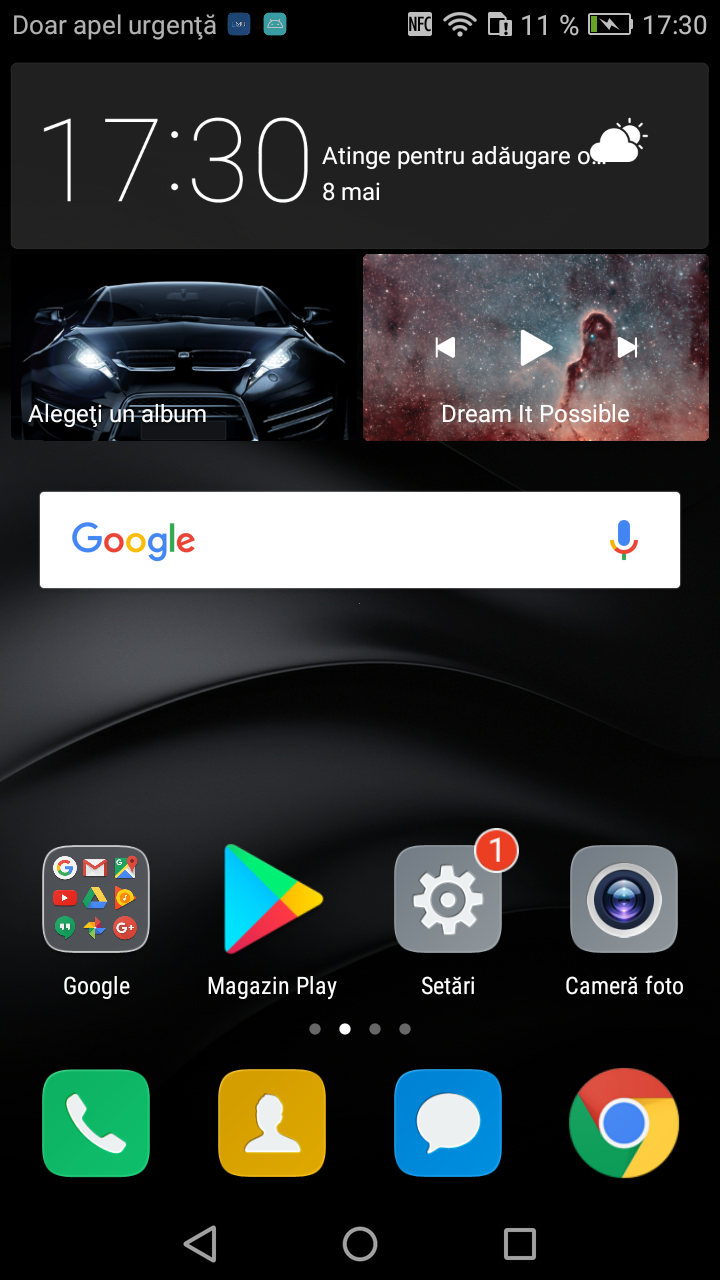 Doar apel urgenţă NFC 11 % 17:30
17:30
Atinge pentru adăugare o...
8 mai
Alegeţi un album
Dream It Possible
Google
1
Google
Magazin Play
Setări
Cameră foto